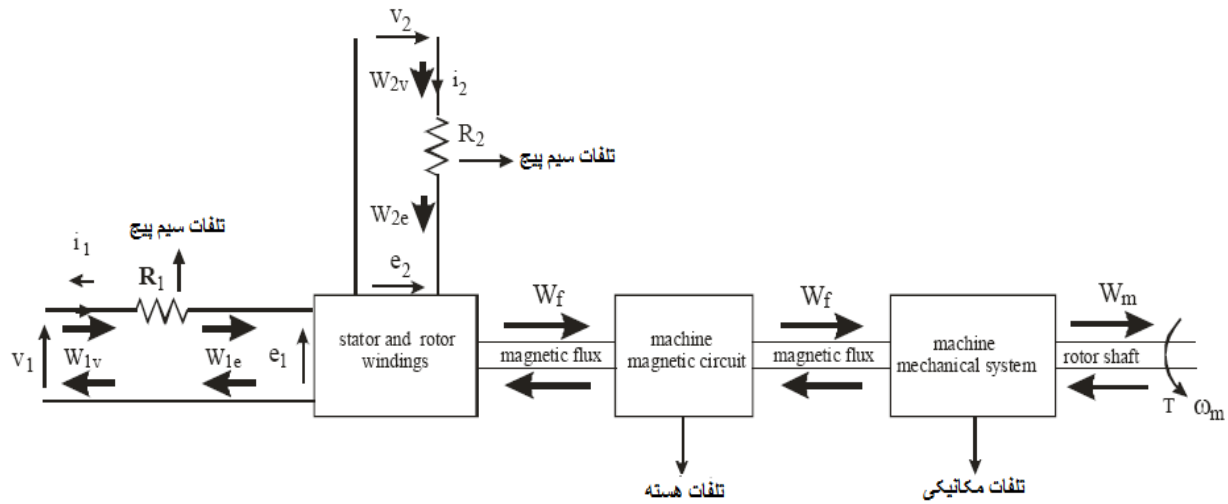 v2
W2v
i2
R2
تلفات سیم پیچ
W2e
تلفات سیم پیچ
i1
R1
e2
v1
W1v
W1e
e1
stator and rotor
windings
Wf
magnetic flux
machine
magnetic circuit
Wf
magnetic flux
machine
mechanical system
Wm
rotor shaft
T
ωm
تلفات هسته
تلفات مکانیکی